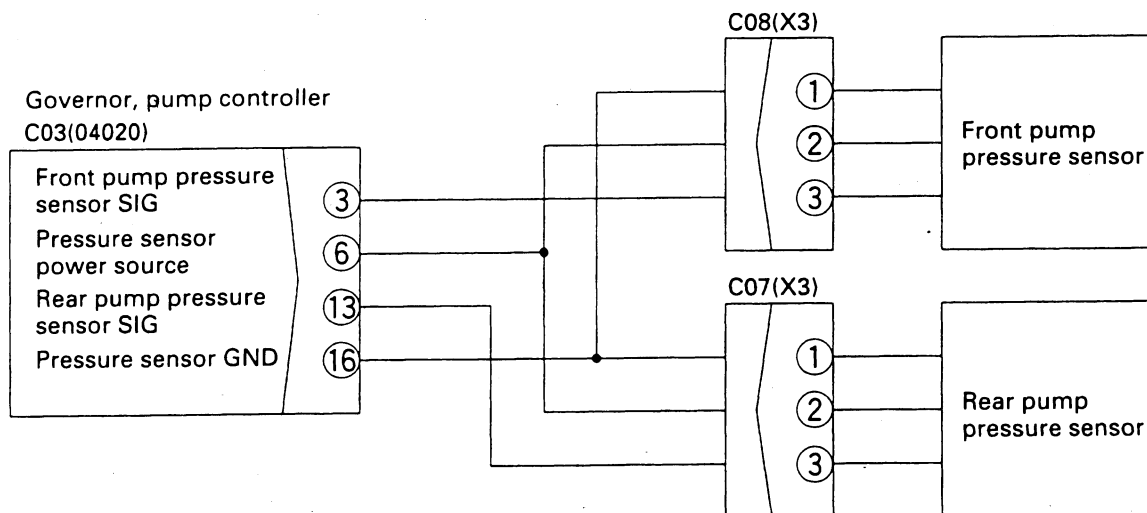 C08(X3)
1
2
3
Front pump
pressure sensor
Governor, pump controller
C03(04020)
Front pump pressure
sensor SIG
3
Pressure sensor
power source
6
Rear pump pressure
sensor SIG
13
Pressure sensor GND
16
C07(X3)
1
2
3
Rear pump
pressure sensor